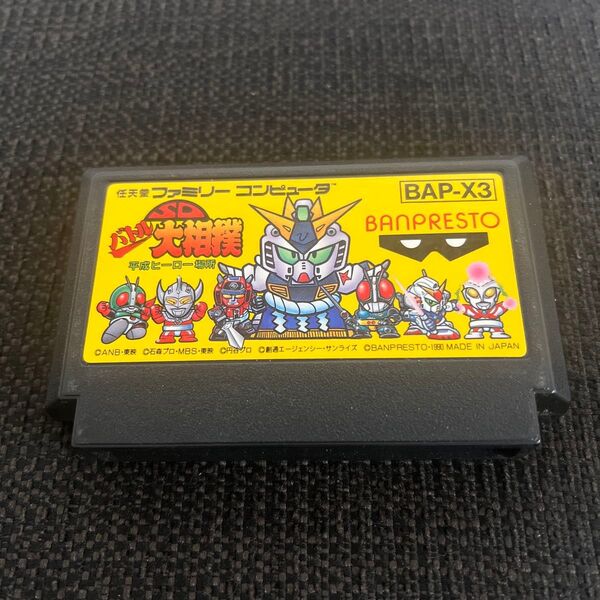 任天堂 ファミリー コンピュータ™
BAP-X3
SD
バトル大相撲
平成ヒーロー場所
BANPRESTO
©ANB・東映 ©石森プロ・MBS・東映 ©円谷プロ ©創通エージェンシー・サンライズ ©BANPRESTO・1990 MADE IN JAPAN